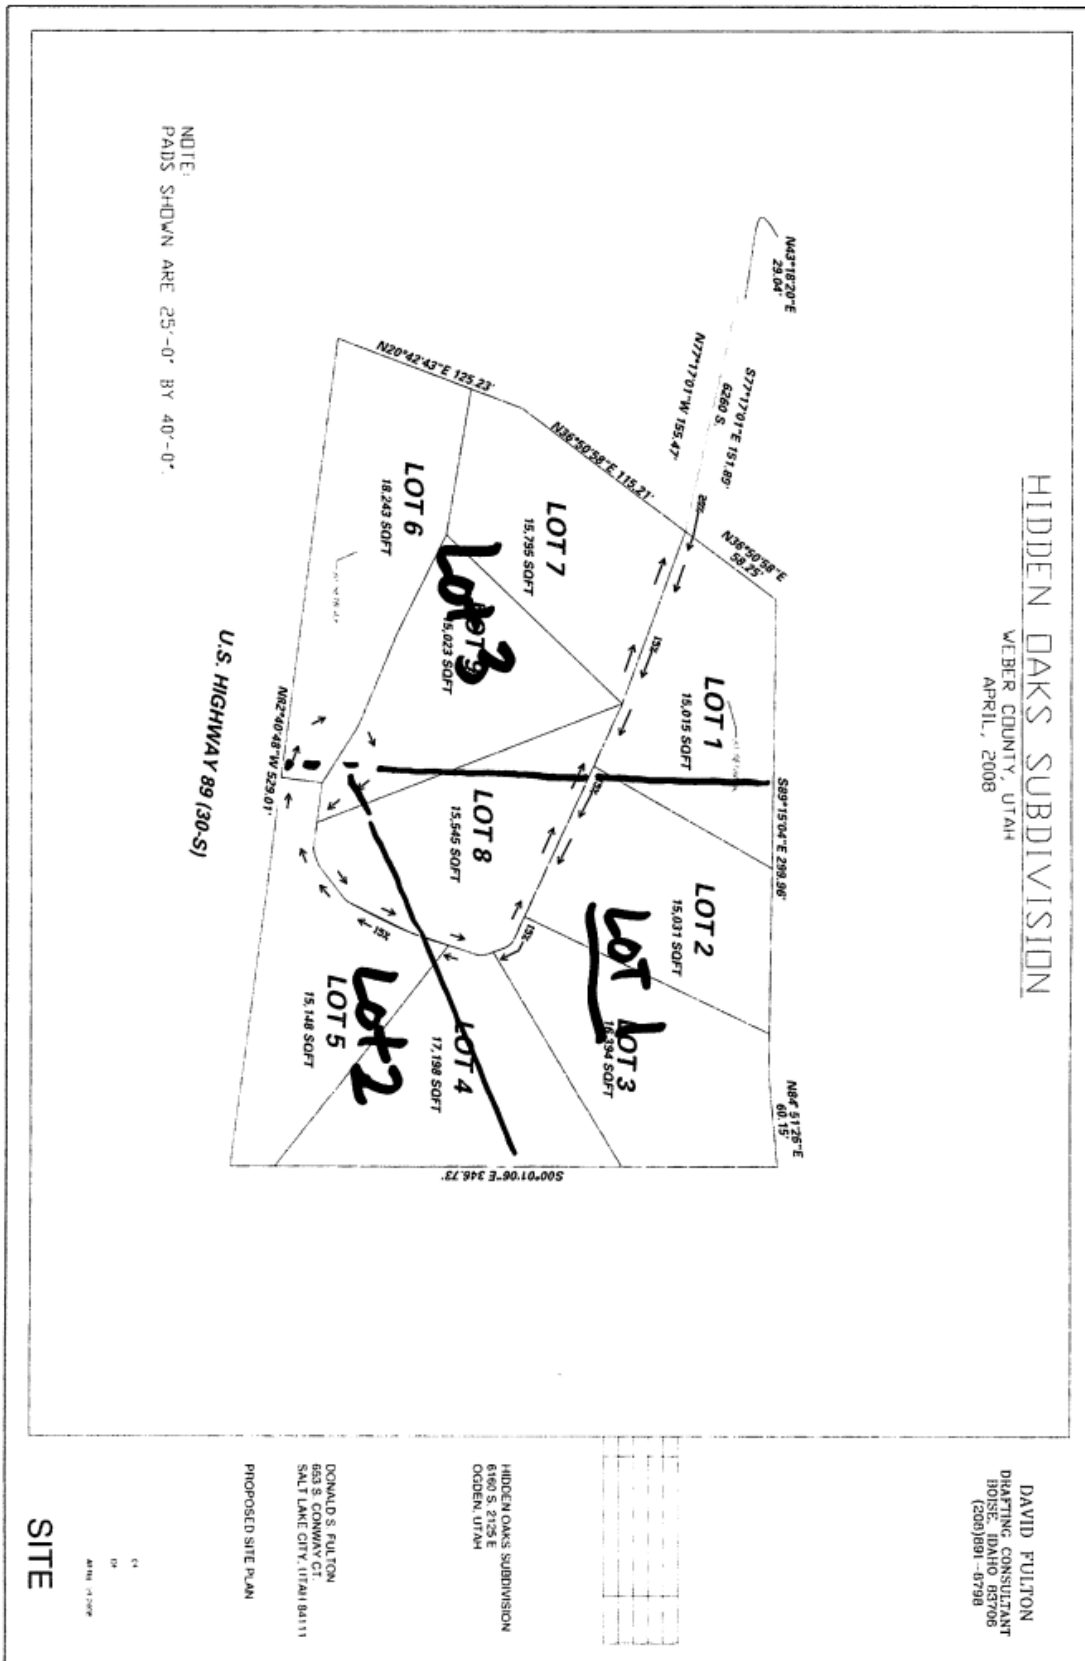 HIDDEN OAKS SUBDIVISION
WEBER COUNTY, UTAH
APRIL, 2008
N43°18'20"E
29.04'
S77°17'01"E 151.89'
6260 S.
N77°17'01"W 155.47'
20%
N36°50'58"E
58.25'
N36°50'58"E 115.21'
N20°42'43"E 125.23'
S89°15'04"E 299.96'
N84°51'26"E
60.15'
S00°01'06"E 346.73'
N82°40'48"W 529.01'
U.S. HIGHWAY 89 (30-S)
LOT 1
15,015 SQFT
LOT 2
15,031 SQFT
LOT 3
16,394 SQFT
LOT 4
17,198 SQFT
LOT 5
15,148 SQFT
LOT 6
18,243 SQFT
LOT 7
15,795 SQFT
LOT 8
15,545 SQFT
LOT 9
15,023 SQFT
15%
15%
15%
15%
LOT 1
Lot 2
Lot 3
NOTE:
PADS SHOWN ARE 25'-0" BY 40'-0".
DAVID FULTON
DRAFTING CONSULTANT
BOISE, IDAHO 83706
(208)891-8798
HIDDEN OAKS SUBDIVISION
6160 S. 2125 E
OGDEN, UTAH
DONALD S. FULTON
653 S. CONWAY CT.
SALT LAKE CITY, UTAH 84111
PROPOSED SITE PLAN
SITE